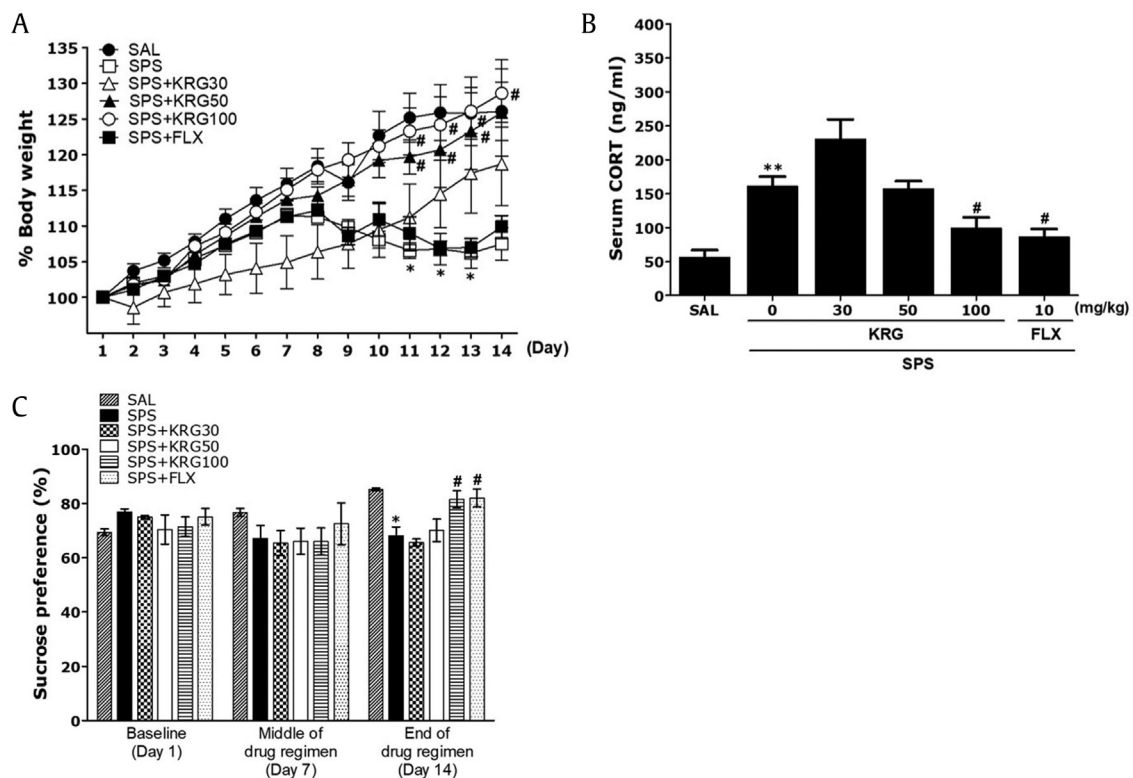 A
SAL
SPS
SPS+KRG30
SPS+KRG50
SPS+KRG100
SPS+FLX
% Body weight
135
130
125
120
115
110
105
100
#
#
#
#
#
#
#
* * *
1 2 3 4 5 6 7 8 9 10 11 12 13 14 (Day)
B
Serum CORT (ng/ml)
400
350
300
250
200
150
100
50
0
**
#
#
SAL 0 30 50 100 10 (mg/kg)
KRG FLX
SPS
C
SAL
SPS
SPS+KRG30
SPS+KRG50
SPS+KRG100
SPS+FLX
Sucrose preference (%)
100
80
60
40
20
0
*
# #
Baseline
(Day 1)
Middle of
drug regimen
(Day 7)
End of
drug regimen
(Day 14)